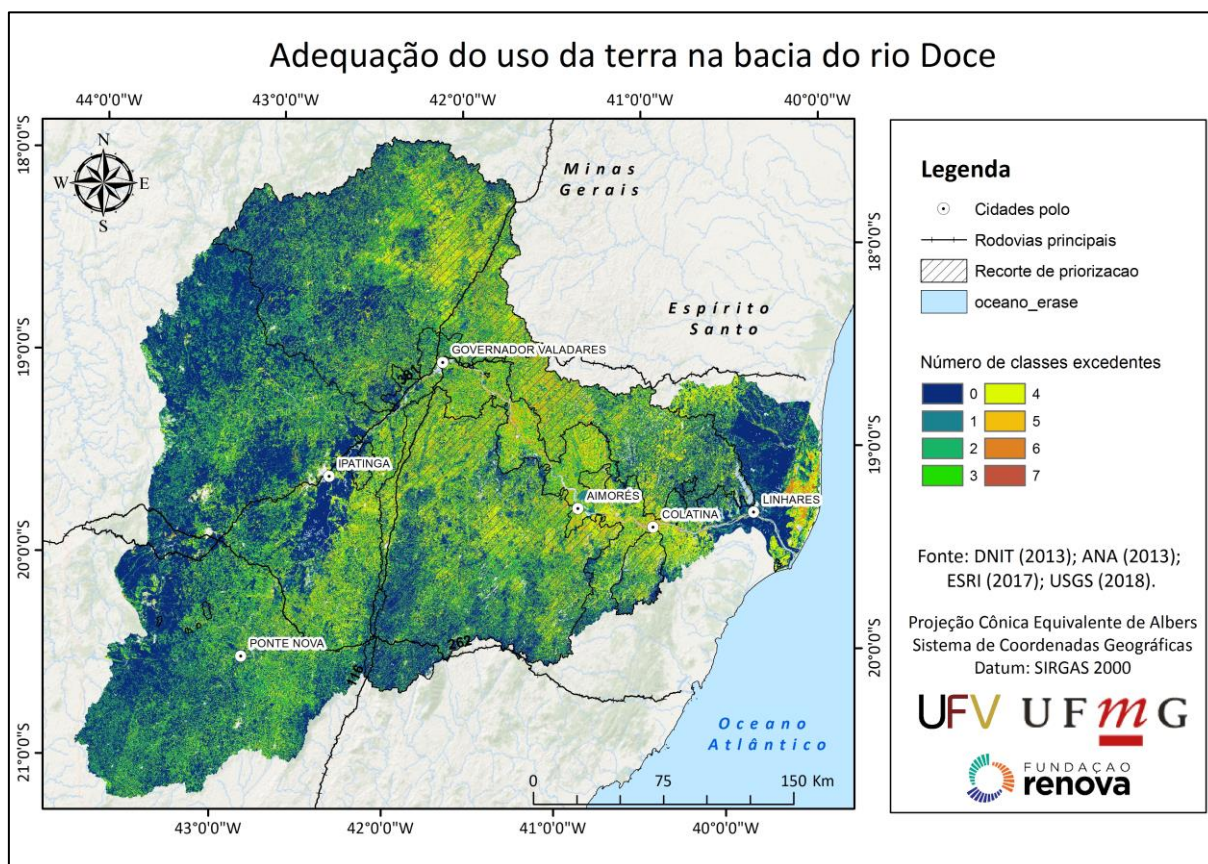 Adequação do uso da terra na bacia do rio Doce
44°0'0"W 43°0'0"W 42°0'0"W 41°0'0"W 40°0'0"W
18°0'0"S
19°0'0"S
20°0'0"S
21°0'0"S
N
W E
S
Minas
Gerais
Espírito
Santo
GOVERNADOR VALADARES
381
IPATINGA
AIMORÉS
COLATINA
LINHARES
PONTE NOVA
262
116
Oceano
Atlântico
0 75 150 Km
18°0'0"S
19°0'0"S
20°0'0"S
43°0'0"W 42°0'0"W 41°0'0"W 40°0'0"W
Legenda
Cidades polo
Rodovias principais
Recorte de priorizacao
oceano_erase
Número de classes excedentes
0 4
1 5
2 6
3 7
Fonte: DNIT (2013); ANA (2013);
ESRI (2017); USGS (2018).
Projeção Cônica Equivalente de Albers
Sistema de Coordenadas Geográficas
Datum: SIRGAS 2000
UFV UFmG
FUNDAÇÃO
renova